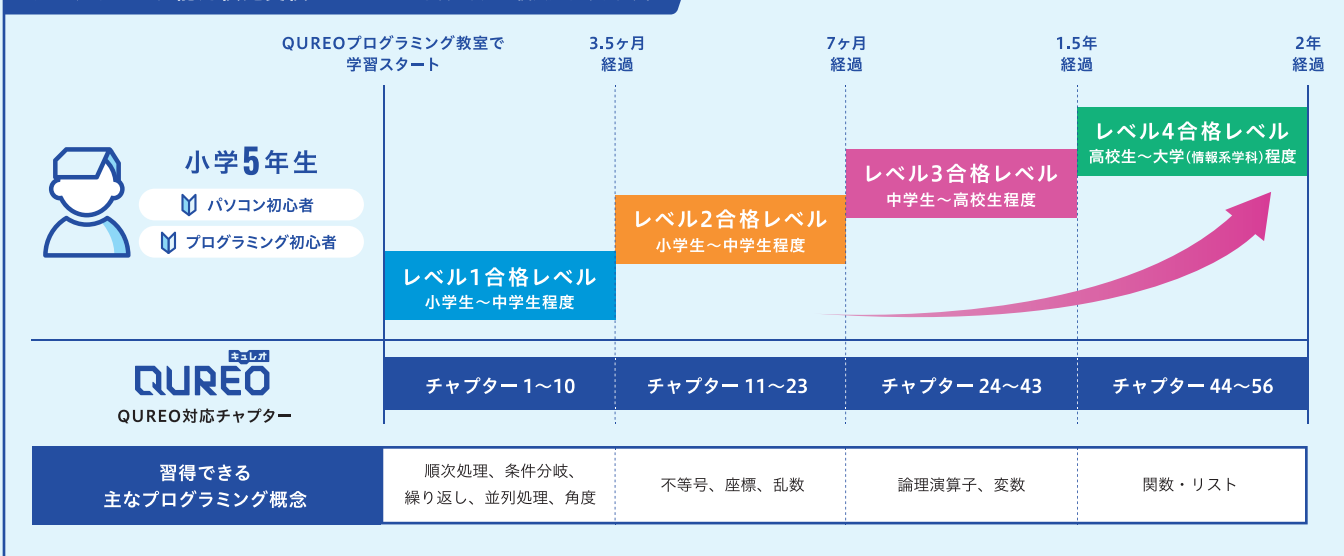 QUREOプログラミング教室で
学習スタート
3.5ヶ月
経過
7ヶ月
経過
1.5年
経過
2年
経過
小学5年生
パソコン初心者
プログラミング初心者
レベル1合格レベル
小学生～中学生程度
レベル2合格レベル
小学生～中学生程度
レベル3合格レベル
中学生～高校生程度
レベル4合格レベル
高校生～大学(情報系学科)程度
キュレオ
QUREO
QUREO対応チャプター
チャプター 1～10
チャプター 11～23
チャプター 24～43
チャプター 44～56
習得できる
主なプログラミング概念
順次処理、条件分岐、
繰り返し、並列処理、角度
不等号、座標、乱数
論理演算子、変数
関数・リスト